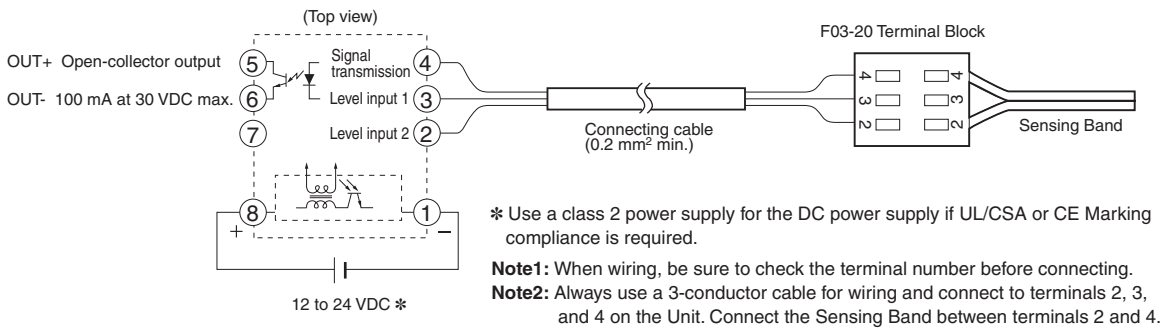 (Top view)
F03-20 Terminal Block
OUT+ Open-collector output
5
Signal
transmission
4
OUT- 100 mA at 30 VDC max.
6
Level input 1
3
7
Level input 2
2
Connecting cable
(0.2 mm² min.)
4
3
2
4
3
2
Sensing Band
8
1
+
−
12 to 24 VDC ✻
✻ Use a class 2 power supply for the DC power supply if UL/CSA or CE Marking
compliance is required.
Note1: When wiring, be sure to check the terminal number before connecting.
Note2: Always use a 3-conductor cable for wiring and connect to terminals 2, 3,
and 4 on the Unit. Connect the Sensing Band between terminals 2 and 4.